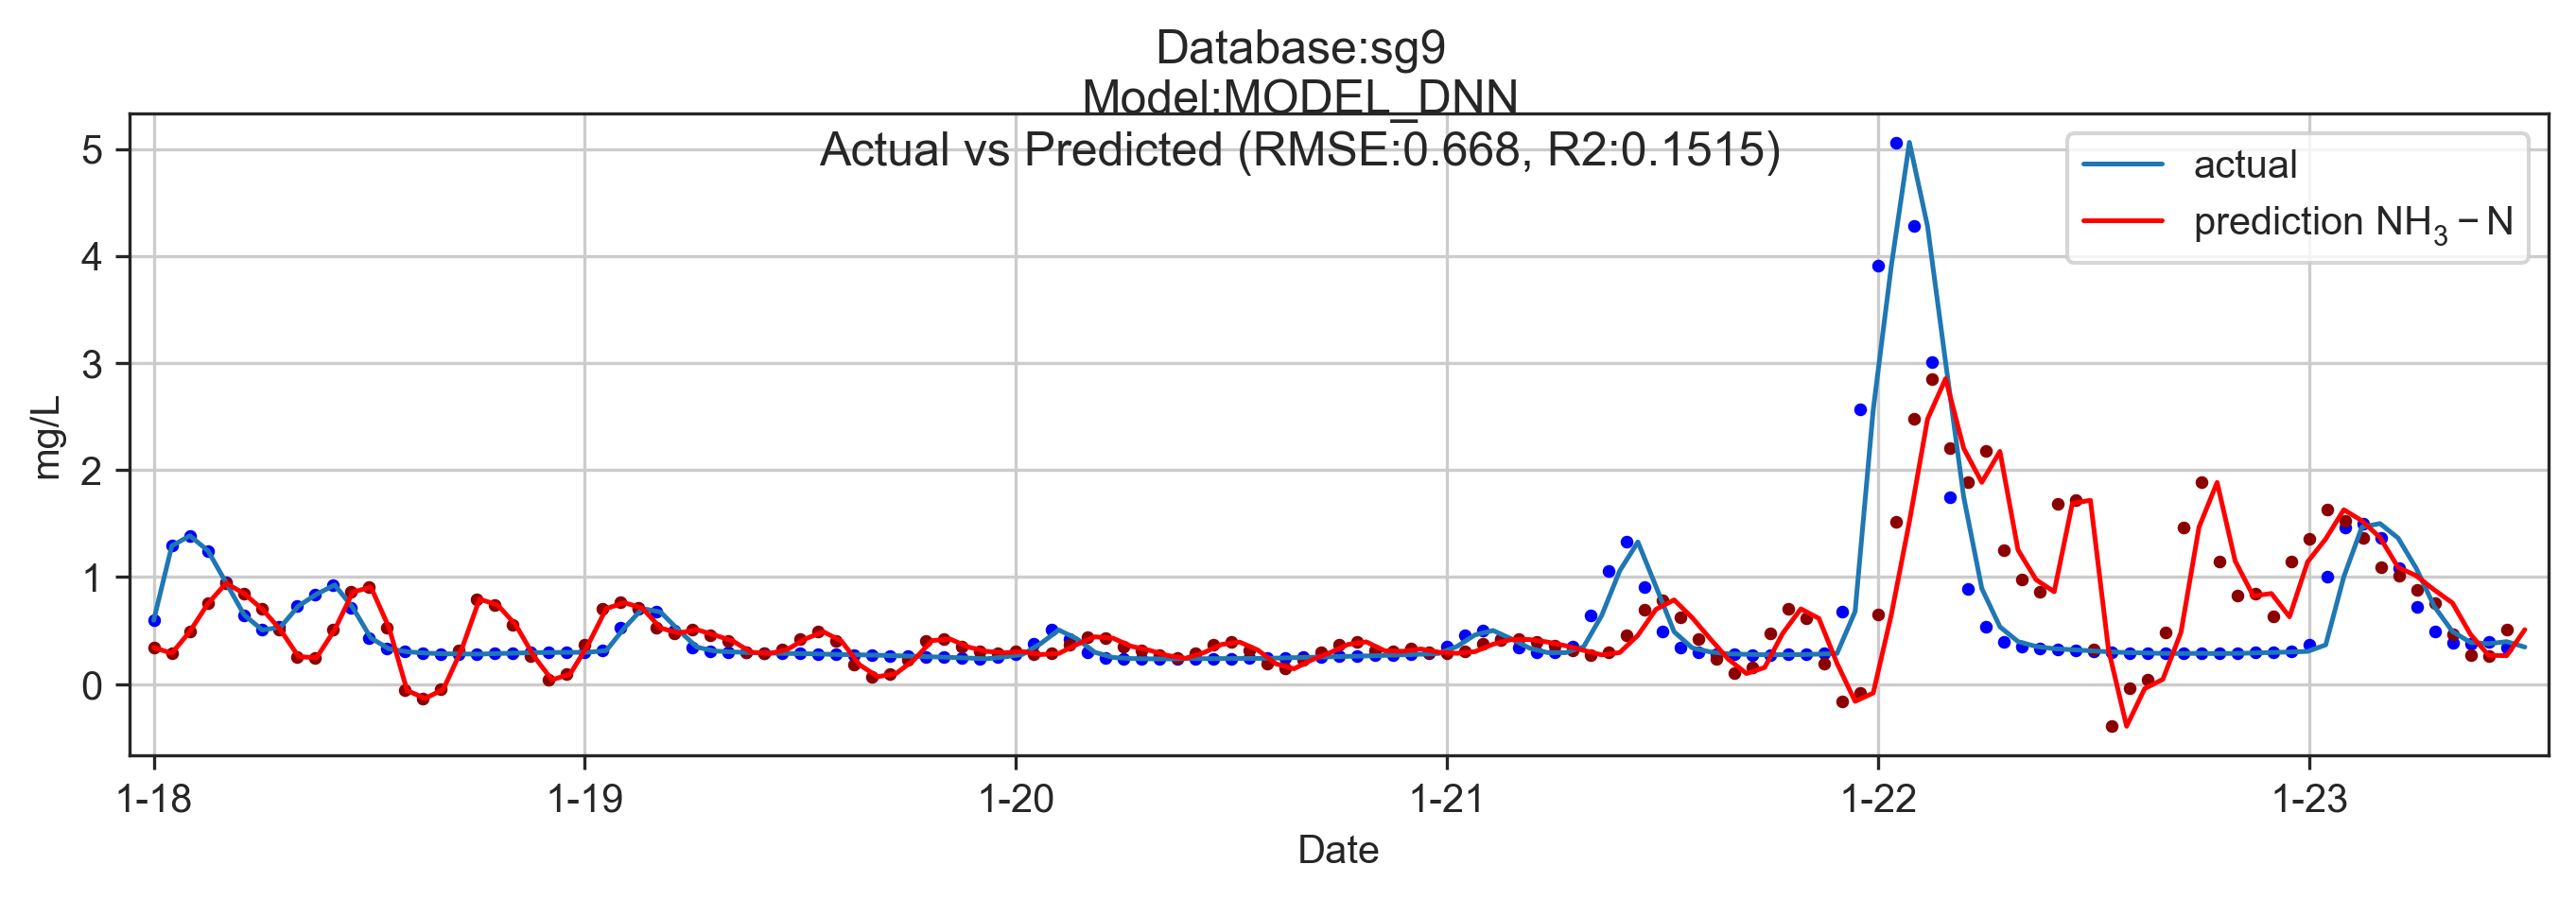 Database:sg9
Model:MODEL_DNN
Actual vs Predicted (RMSE:0.668, R2:0.1515)
actual
prediction NH₃ − N
mg/L
5
4
3
2
1
0
1-18 1-19 1-20 1-21 1-22 1-23
Date